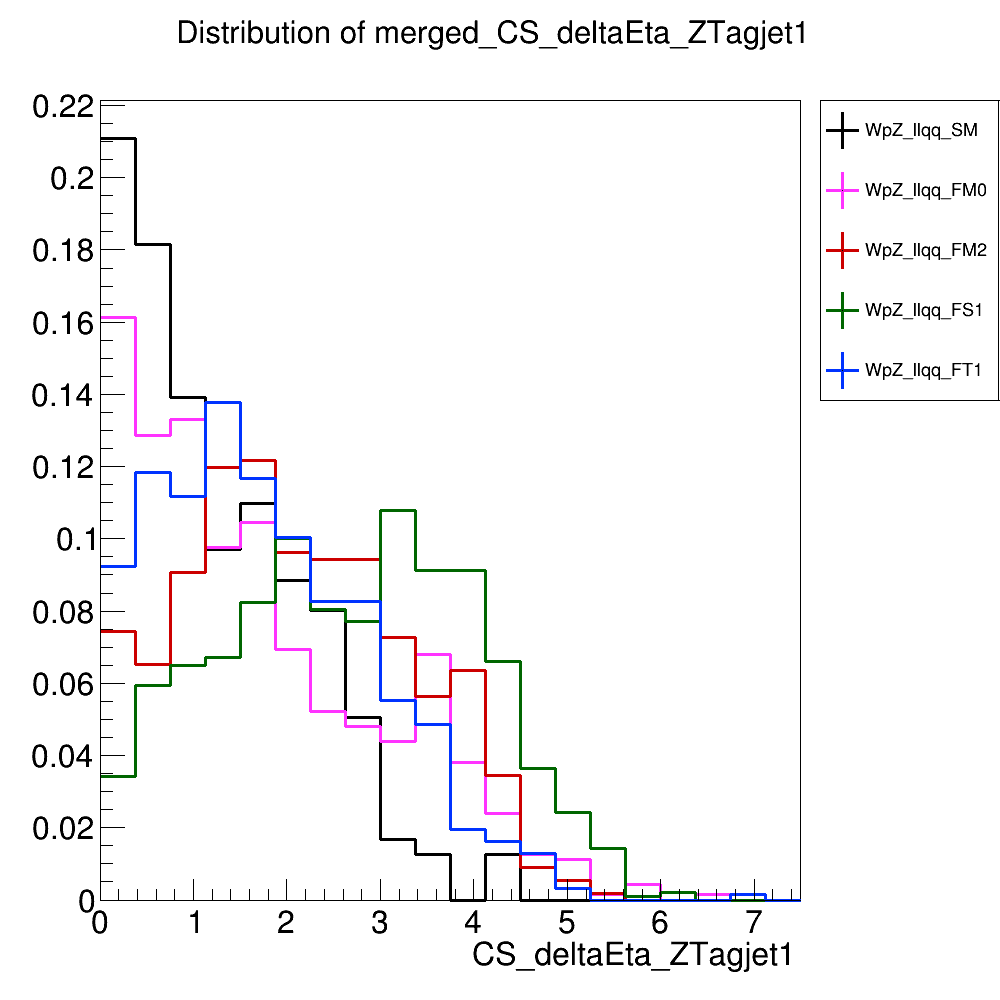 Distribution of merged_CS_deltaEta_ZTagjet1
0.22
0.2
0.18
0.16
0.14
0.12
0.1
0.08
0.06
0.04
0.02
0
0 1 2 3 4 5 6 7
CS_deltaEta_ZTagjet1
WpZ_llqq_SM
WpZ_llqq_FM0
WpZ_llqq_FM2
WpZ_llqq_FS1
WpZ_llqq_FT1